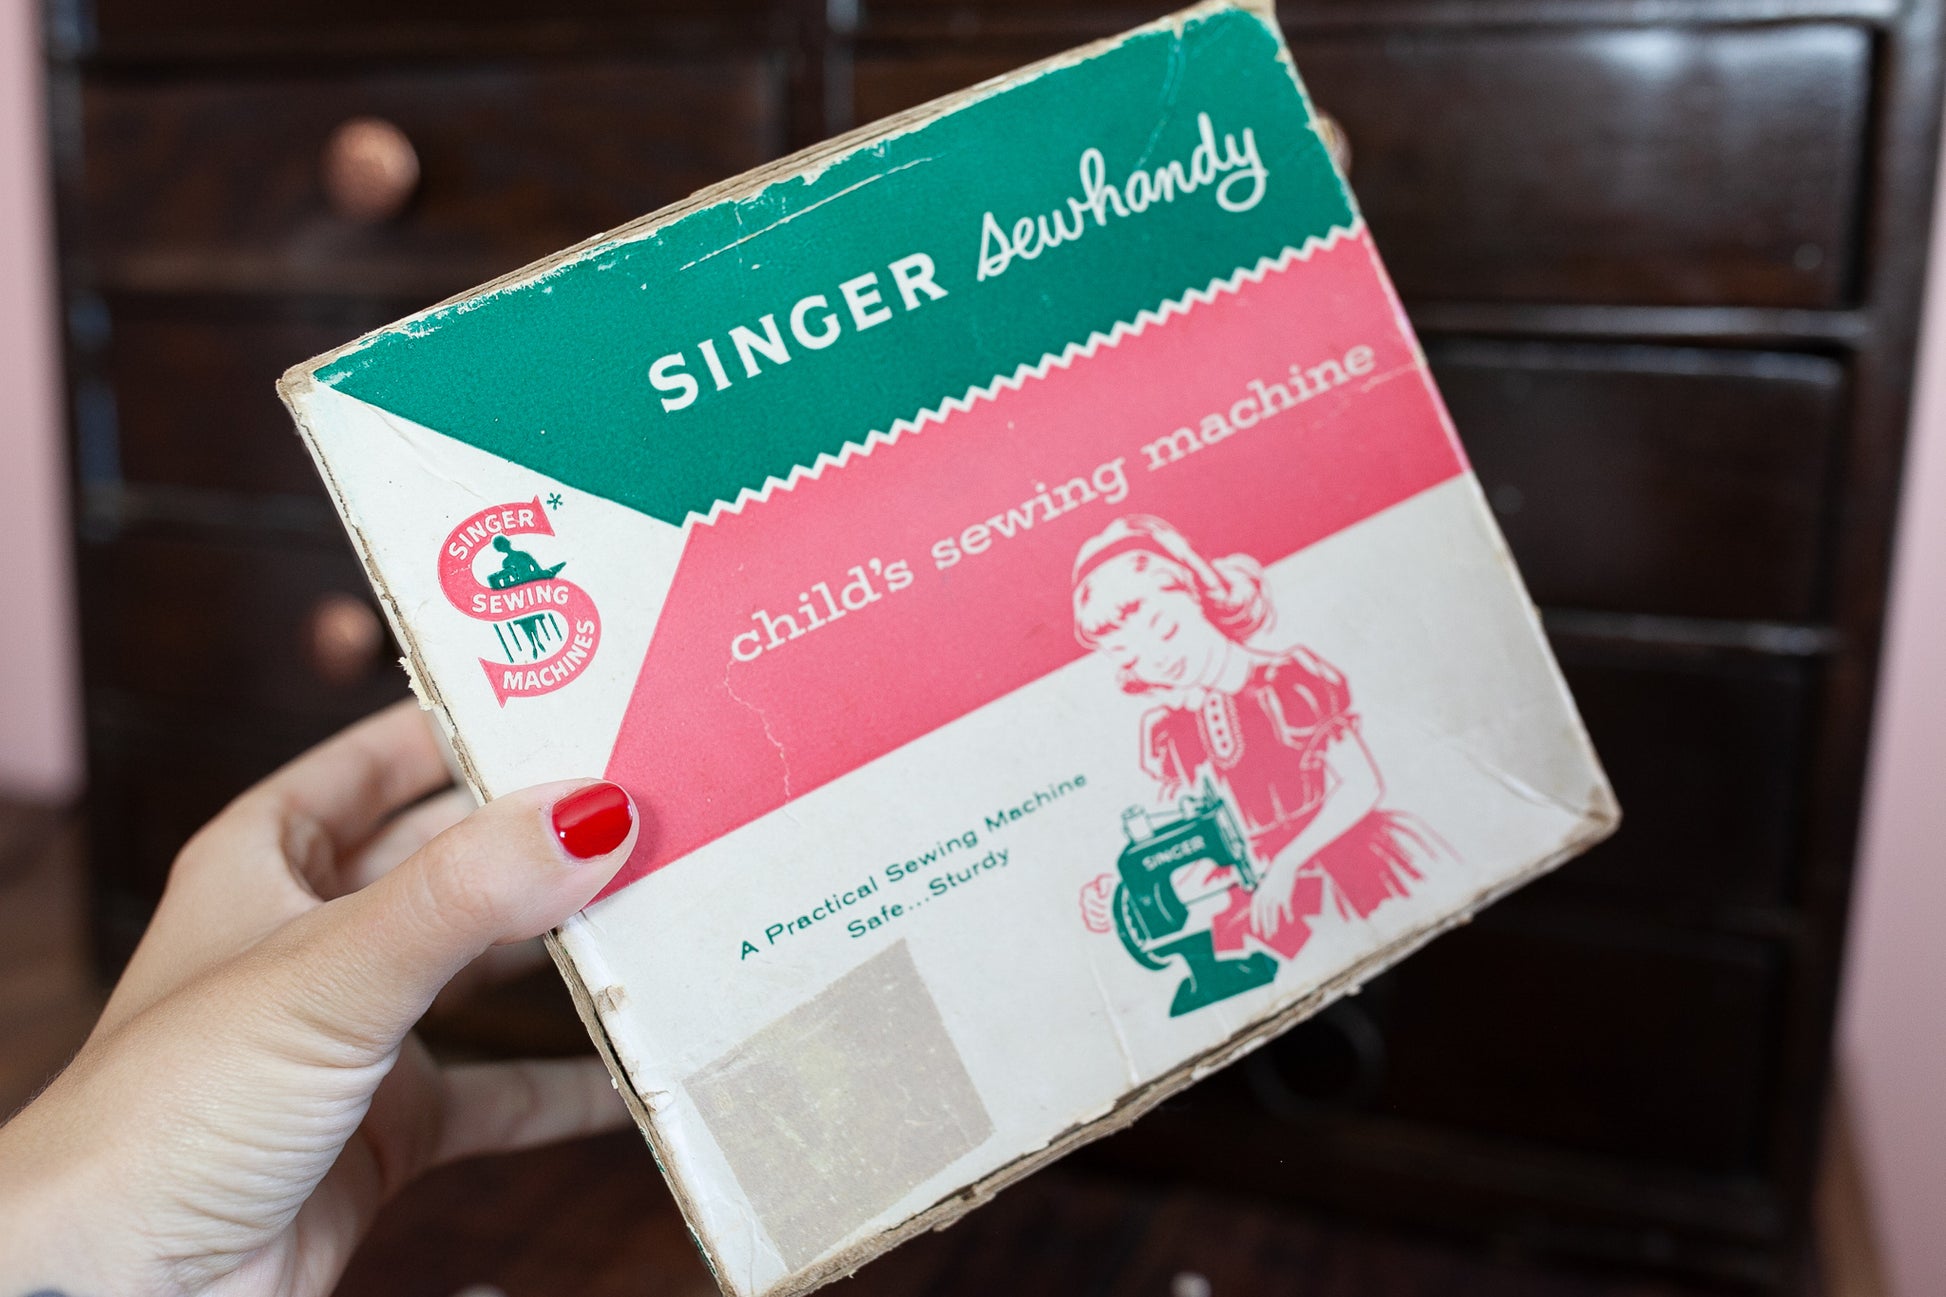 SINGER sewhandy
child's sewing machine
SINGER*
SEWING
MACHINES
A Practical Sewing Machine
Safe...Sturdy
SINGER